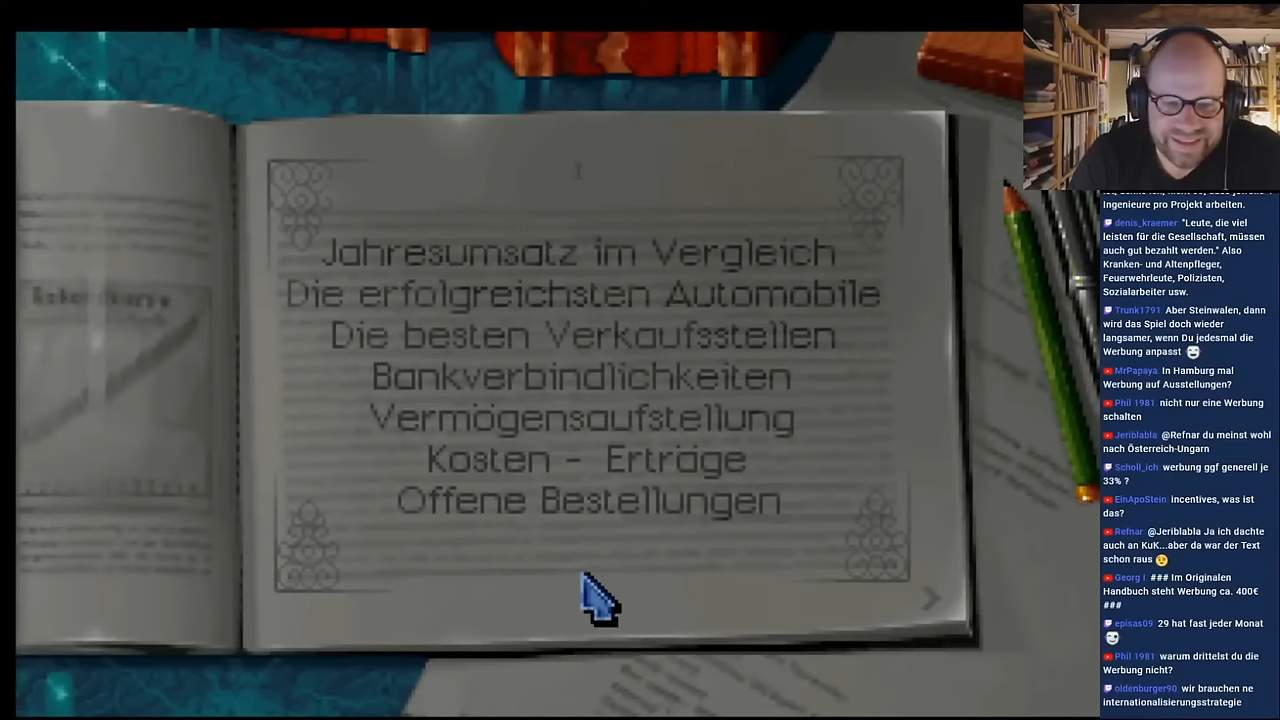 Jahresumsatz im Vergleich
Die erfolgreichsten Automobile
Die besten Verkaufsstellen
Bankverbindlichkeiten
Vermögensaufstellung
Kosten - Erträge
Offene Bestellungen
Ingenieure pro Projekt arbeiten.
denis_kraemer "Leute, die viel
leisten für die Gesellschaft, müssen
auch gut bezahlt werden." Also
Kranken- und Altenpfleger,
Feuerwehrleute, Polizisten,
Sozialarbeiter usw.
Trunk1791 Aber Steinwalen, dann
wird das Spiel doch wieder
langsamer, wenn Du jedesmal die
Werbung anpasst
MrPapaya In Hamburg mal
Werbung auf Ausstellungen?
Phil 1981 nicht nur eine Werbung
schalten
Jeriblabla @Refnar du meinst wohl
nach Österreich-Ungarn
Scholl_ich werbung ggf generell je
33% ?
EinApoStein incentives, was ist
das?
Refnar @Jeriblabla Ja ich dachte
auch an KuK...aber da war der Text
schon raus
Georg I ### Im Originalen
Handbuch steht Werbung ca. 400€
###
episas09 29 hat fast jeder Monat
Phil 1981 warum drittelst du die
Werbung nicht?
oldenburger90 wir brauchen ne
internationalisierungsstrategie